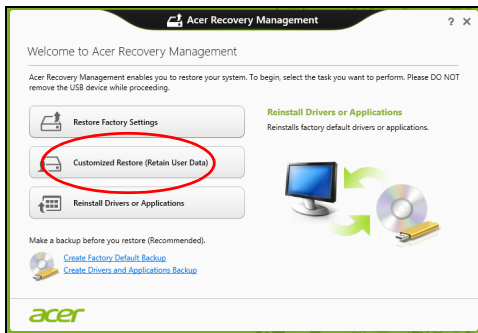 Acer Recovery Management
? X
Welcome to Acer Recovery Management
Acer Recovery Management enables you to restore your system. To begin, select the task you want to perform. Please DO NOT
remove the USB device while proceeding.
Restore Factory Settings
Customized Restore (Retain User Data)
Reinstall Drivers or Applications
Reinstall Drivers or Applications
Reinstalls factory default drivers or applications.
Make a backup before you restore (Recommended).
Create Factory Default Backup
Create Drivers and Applications Backup
acer